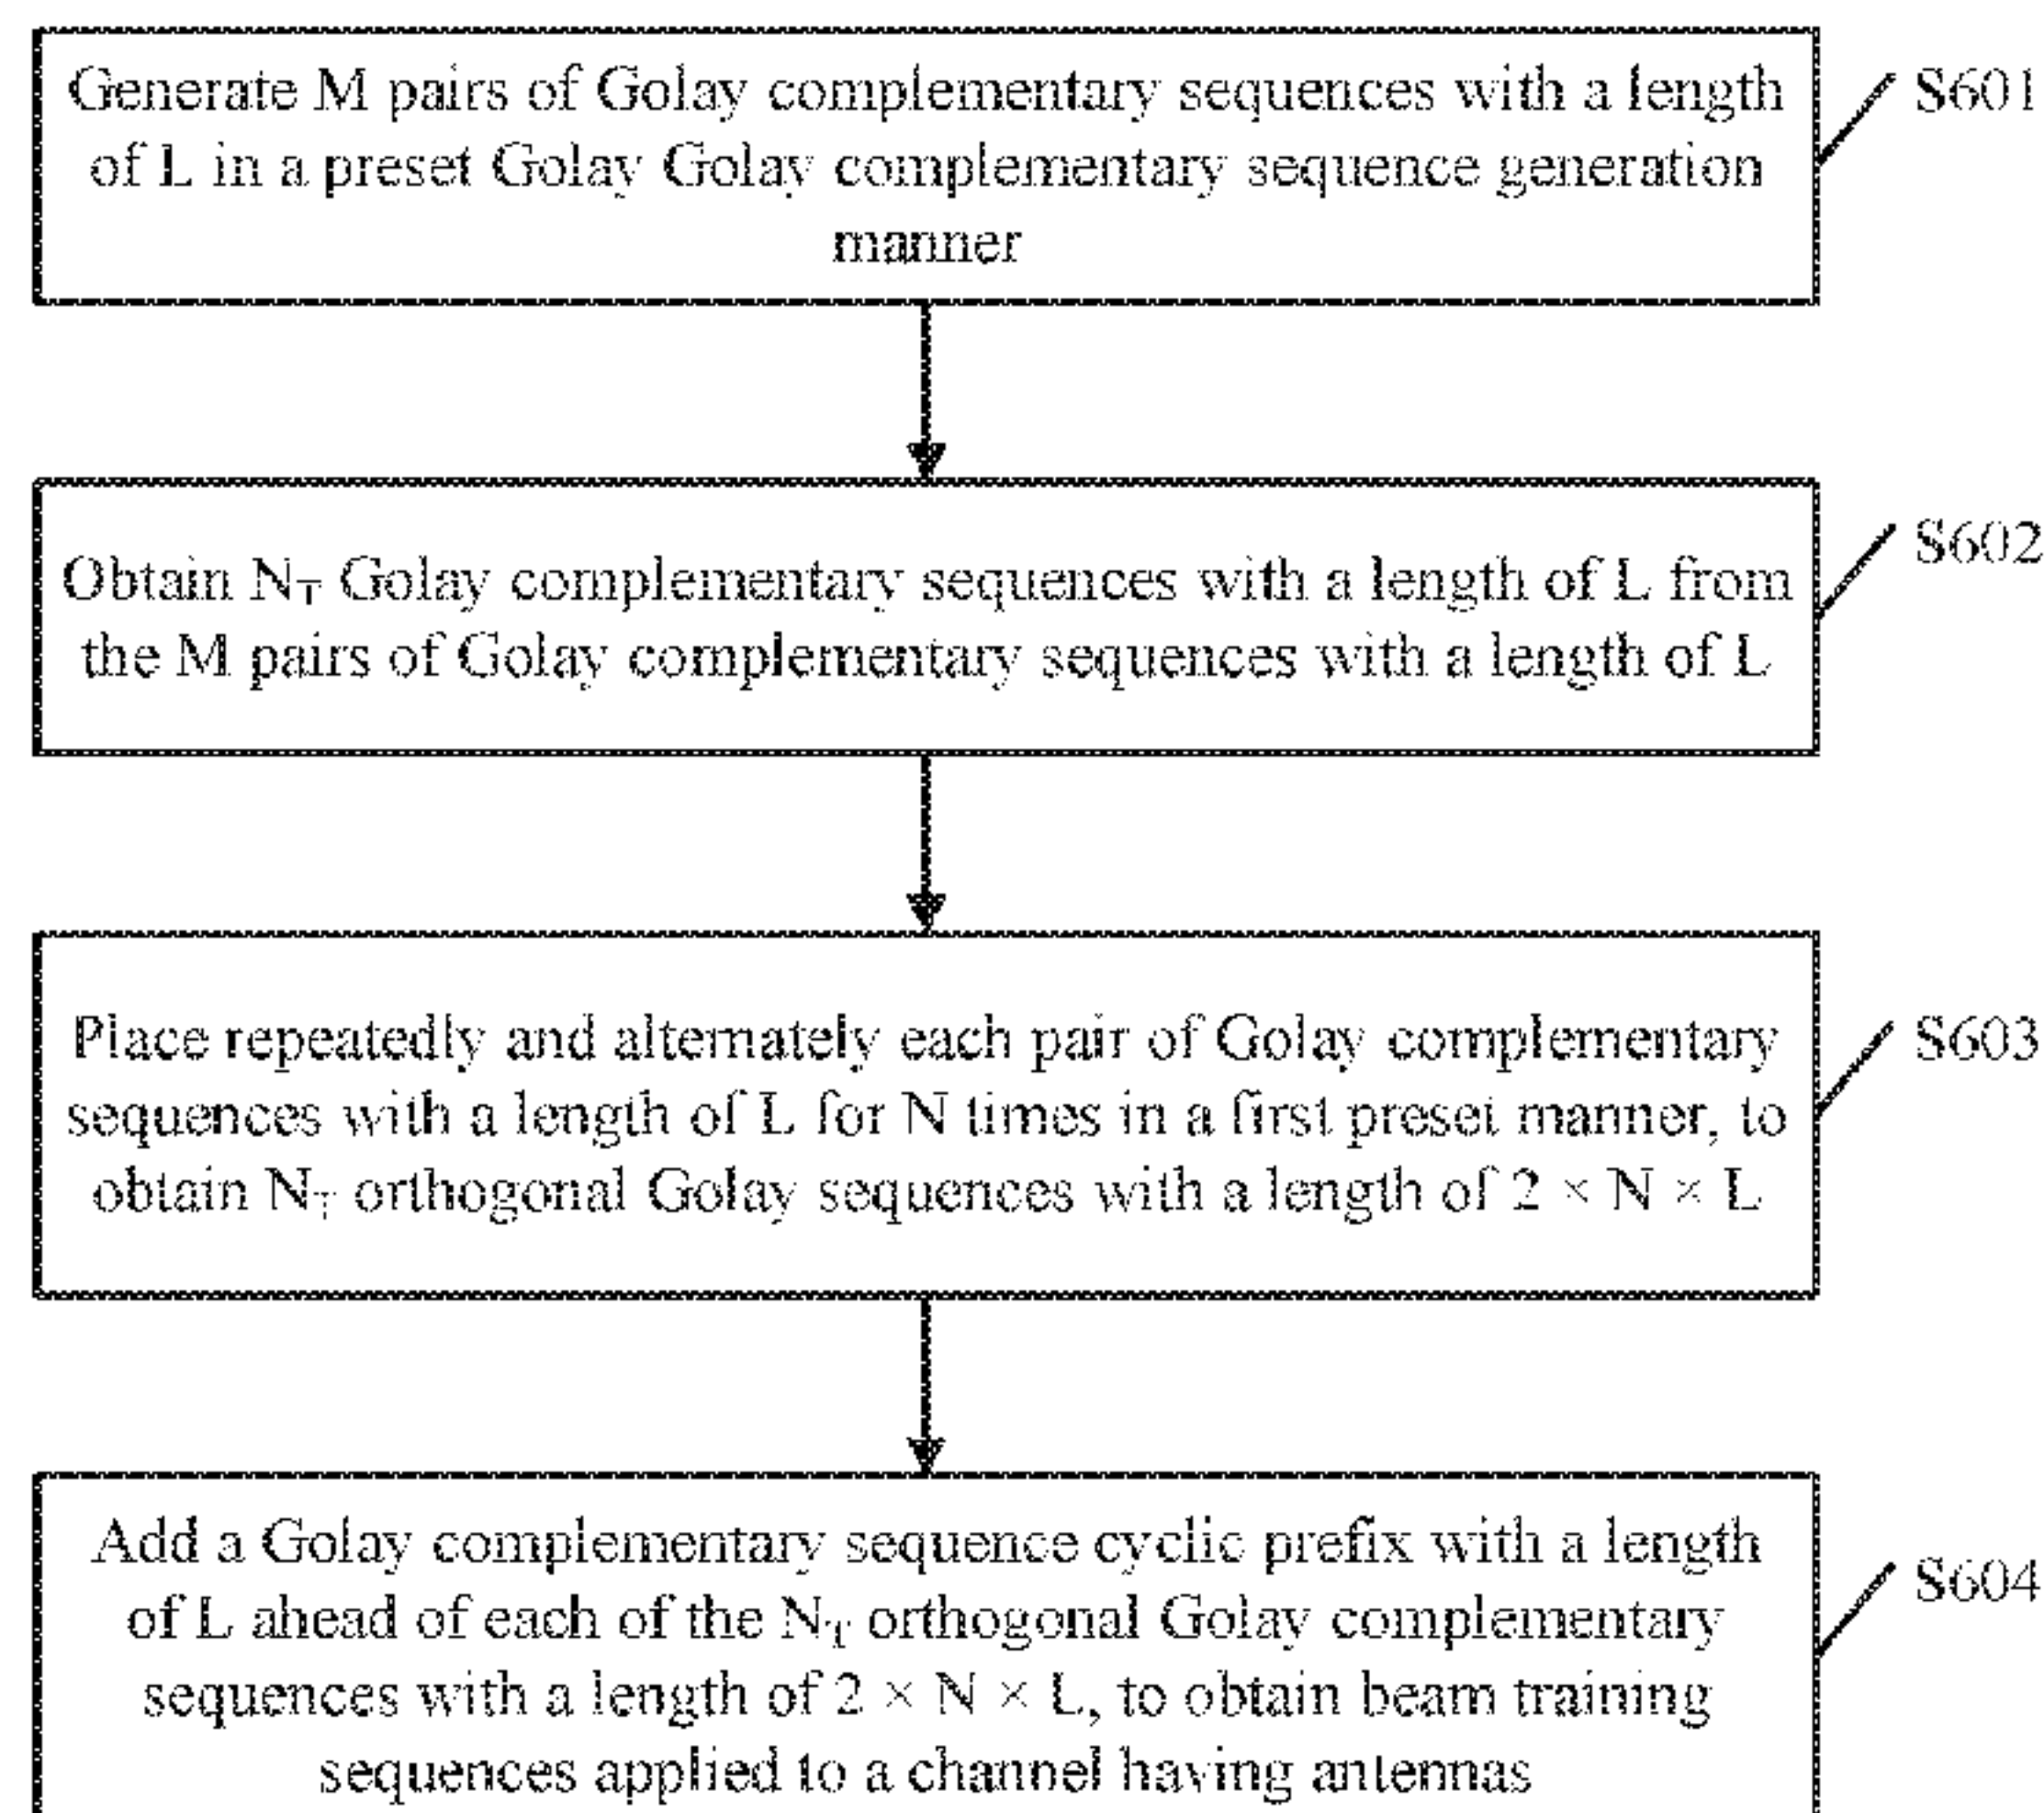 Generate M pairs of Golay complementary sequences with a length
of L in a preset Golay Golay complementary sequence generation
manner
S601
Obtain N_T Golay complementary sequences with a length of L from
the M pairs of Golay complementary sequences with a length of L
S602
Place repeatedly and alternately each pair of Golay complementary
sequences with a length of L for N times in a first preset manner, to
obtain N_T orthogonal Golay sequences with a length of 2 × N × L
S603
Add a Golay complementary sequence cyclic prefix with a length
of L ahead of each of the N_T orthogonal Golay complementary
sequences with a length of 2 × N × L, to obtain beam training
sequences applied to a channel having antennas
S604